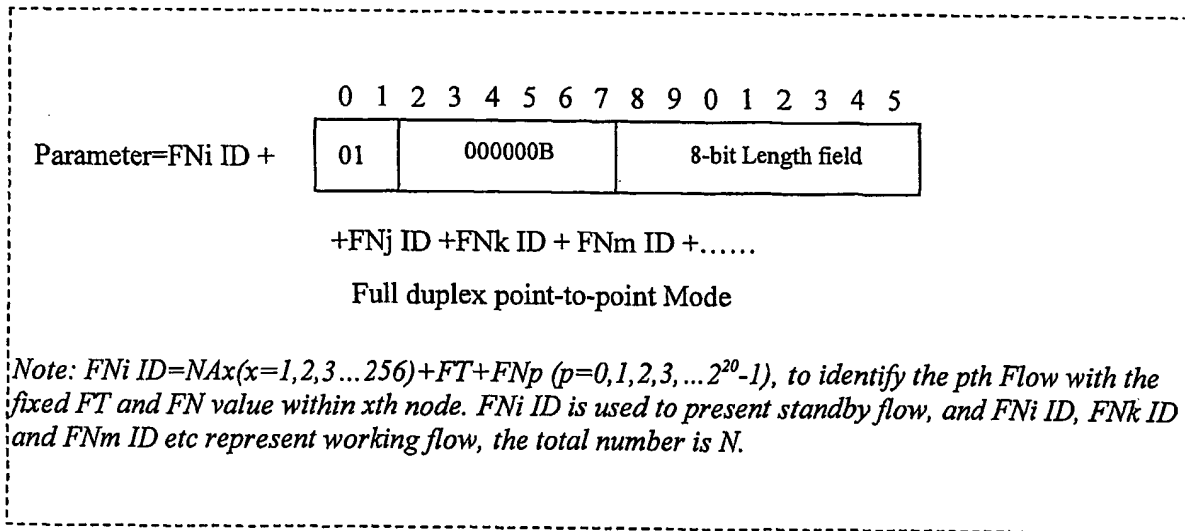 0 1 2 3 4 5 6 7 8 9 0 1 2 3 4 5
Parameter=FNi ID + 01 000000B 8-bit Length field
+FNj ID +FNk ID + FNm ID +......
Full duplex point-to-point Mode
Note: FNi ID=NAx(x=1,2,3...256)+FT+FNp (p=0,1,2,3,...2²⁰-1), to identify the pth Flow with the
fixed FT and FN value within xth node. FNi ID is used to present standby flow, and FNi ID, FNk ID
and FNm ID etc represent working flow, the total number is N.